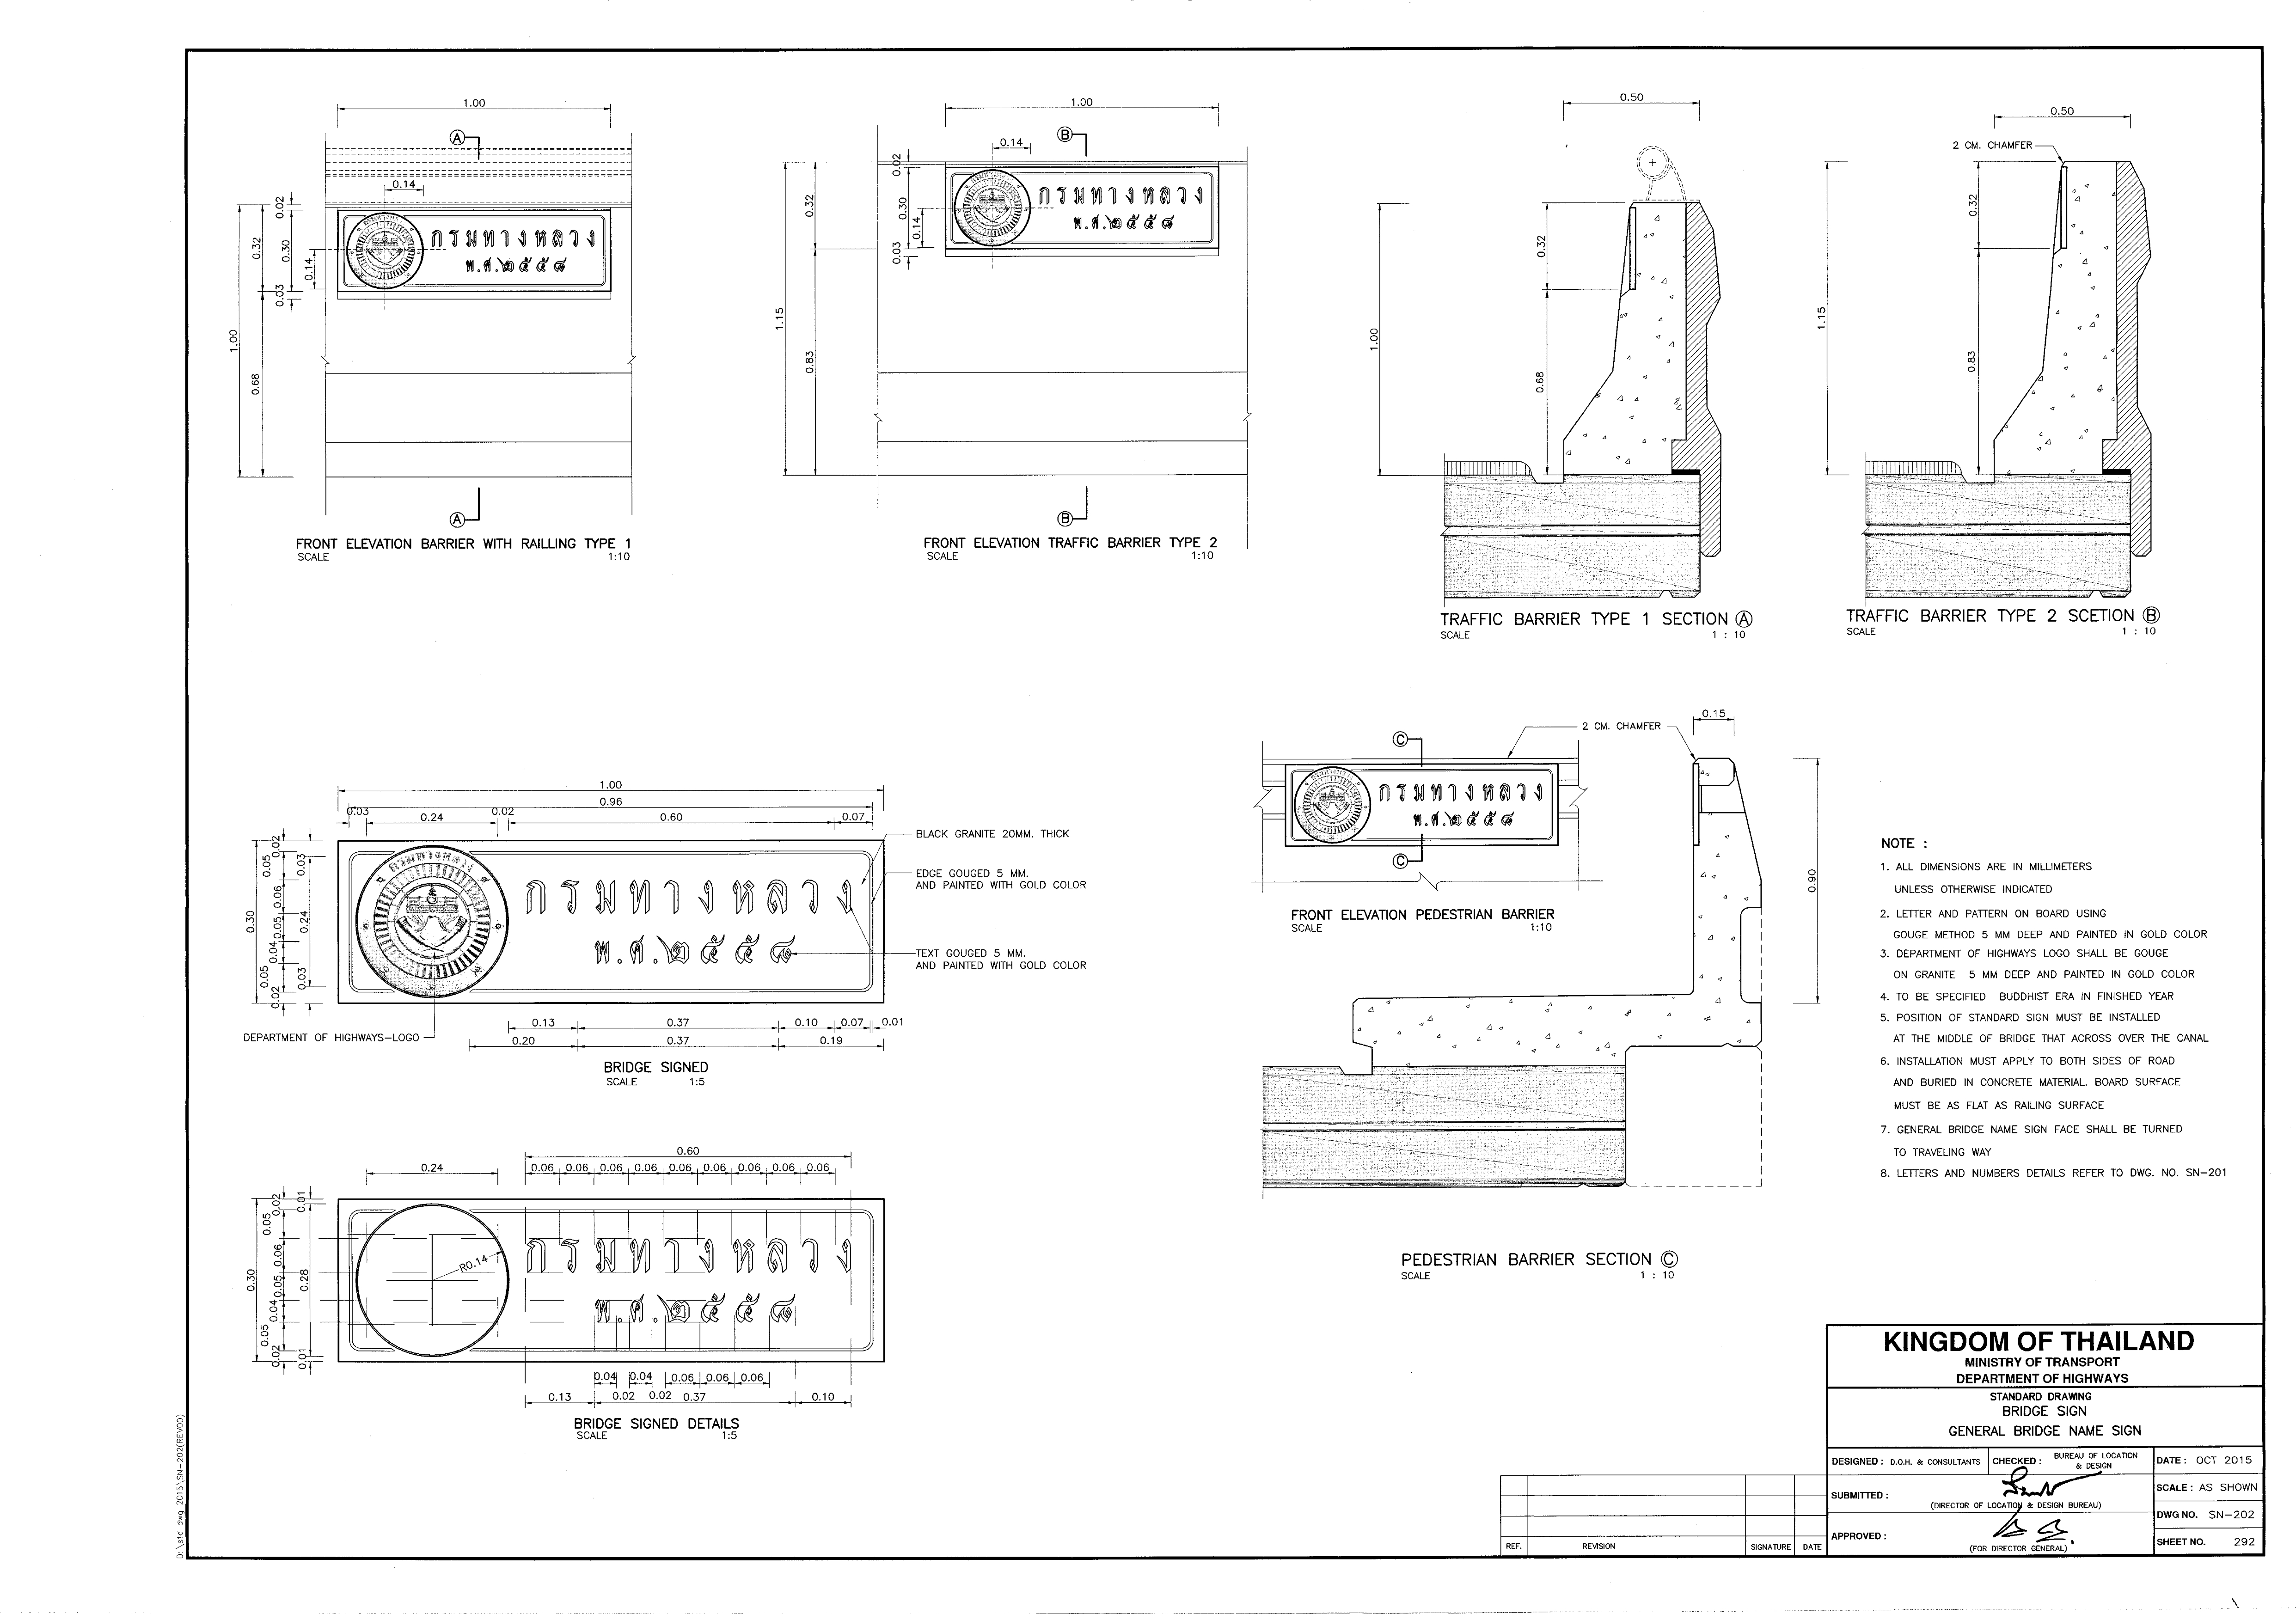 1.00
A
0.14
0.02
0.32
0.30
0.14
0.03
1.00
0.68
กรมทางหลวง
พ.ศ.๒๕๕๘
A
FRONT ELEVATION BARRIER WITH RAILLING TYPE 1
SCALE 1:10
1.00
B
0.14
0.02
0.32
0.30
0.14
0.03
1.15
0.83
กรมทางหลวง
พ.ศ.๒๕๕๘
B
FRONT ELEVATION TRAFFIC BARRIER TYPE 2
SCALE 1:10
0.50
0.32
1.00
0.68
TRAFFIC BARRIER TYPE 1 SECTION A
SCALE 1 : 10
0.50
2 CM. CHAMFER
0.32
1.15
0.83
TRAFFIC BARRIER TYPE 2 SCETION B
SCALE 1 : 10
1.00
0.96
0.03 0.24 0.02 0.60 0.07
0.30
0.02
0.05
0.06
0.05
0.04
0.05
0.02
0.03
0.24
0.03
กรมทางหลวง
กรมทางหลวง
พ.ศ.๒๕๕๘
BLACK GRANITE 20MM. THICK
EDGE GOUGED 5 MM.
AND PAINTED WITH GOLD COLOR
TEXT GOUGED 5 MM.
AND PAINTED WITH GOLD COLOR
DEPARTMENT OF HIGHWAYS-LOGO
0.13 0.37 0.10 0.07 0.01
0.20 0.37 0.19
BRIDGE SIGNED
SCALE 1:5
0.60
0.24 0.06 0.06 0.06 0.06 0.06 0.06 0.06 0.06 0.06
0.30
0.02
0.05
0.06
0.05
0.04
0.05
0.02
0.01
0.28
0.01
R0.14
กรมทางหลวง
พ.ศ.๒๕๕๘
0.04 0.04 0.06 0.06 0.06
0.13 0.02 0.02 0.37 0.10
BRIDGE SIGNED DETAILS
SCALE 1:5
C
2 CM. CHAMFER
0.15
กรมทางหลวง
พ.ศ.๒๕๕๘
C
0.90
FRONT ELEVATION PEDESTRIAN BARRIER
SCALE 1:10
PEDESTRIAN BARRIER SECTION C
SCALE 1 : 10
NOTE :
1. ALL DIMENSIONS ARE IN MILLIMETERS
UNLESS OTHERWISE INDICATED
2. LETTER AND PATTERN ON BOARD USING
GOUGE METHOD 5 MM DEEP AND PAINTED IN GOLD COLOR
3. DEPARTMENT OF HIGHWAYS LOGO SHALL BE GOUGE
ON GRANITE 5 MM DEEP AND PAINTED IN GOLD COLOR
4. TO BE SPECIFIED BUDDHIST ERA IN FINISHED YEAR
5. POSITION OF STANDARD SIGN MUST BE INSTALLED
AT THE MIDDLE OF BRIDGE THAT ACROSS OVER THE CANAL
6. INSTALLATION MUST APPLY TO BOTH SIDES OF ROAD
AND BURIED IN CONCRETE MATERIAL. BOARD SURFACE
MUST BE AS FLAT AS RAILING SURFACE
7. GENERAL BRIDGE NAME SIGN FACE SHALL BE TURNED
TO TRAVELING WAY
8. LETTERS AND NUMBERS DETAILS REFER TO DWG. NO. SN-201
KINGDOM OF THAILAND
MINISTRY OF TRANSPORT
DEPARTMENT OF HIGHWAYS
STANDARD DRAWING
BRIDGE SIGN
GENERAL BRIDGE NAME SIGN
DESIGNED : D.O.H. & CONSULTANTS CHECKED : BUREAU OF LOCATION & DESIGN DATE : OCT 2015
SUBMITTED : (DIRECTOR OF LOCATION & DESIGN BUREAU) SCALE : AS SHOWN
DWG NO. SN-202
APPROVED : (FOR DIRECTOR GENERAL) SHEET NO. 292
REF. REVISION SIGNATURE DATE
D:\std dwg 2015\SN-202(REV00)